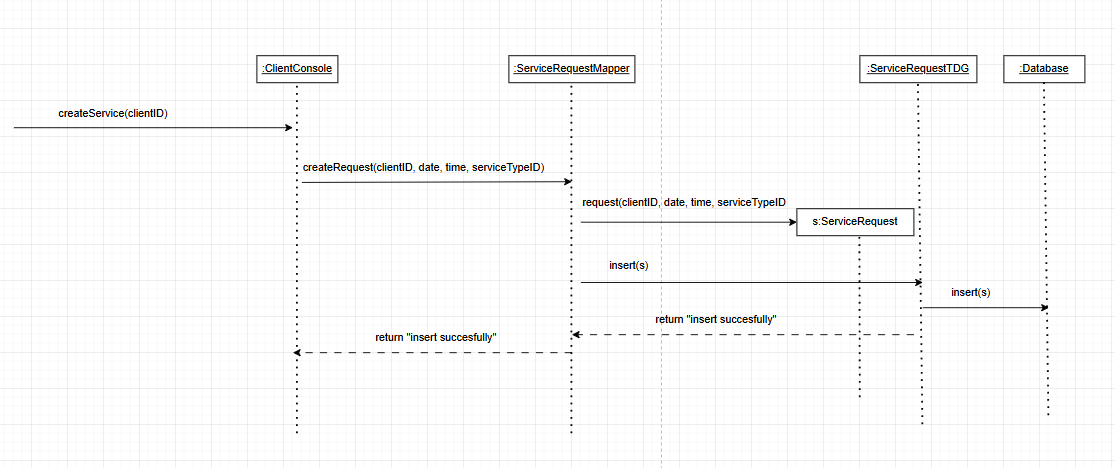 :ClientConsole
:ServiceRequestMapper
:ServiceRequestTDG
:Database
createService(clientID)
createRequest(clientID, date, time, serviceTypeID)
request(clientID, date, time, serviceTypeID
s:ServiceRequest
insert(s)
insert(s)
return "insert succesfully"
return "insert succesfully"